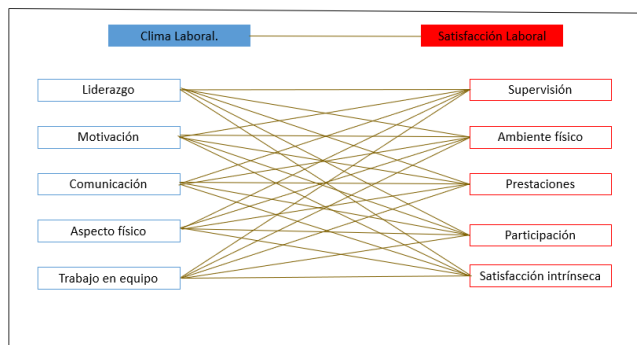 Clima Laboral.
Satisfacción Laboral
Liderazgo
Supervisión
Motivación
Ambiente físico
Comunicación
Prestaciones
Aspecto físico
Participación
Trabajo en equipo
Satisfacción intrínseca